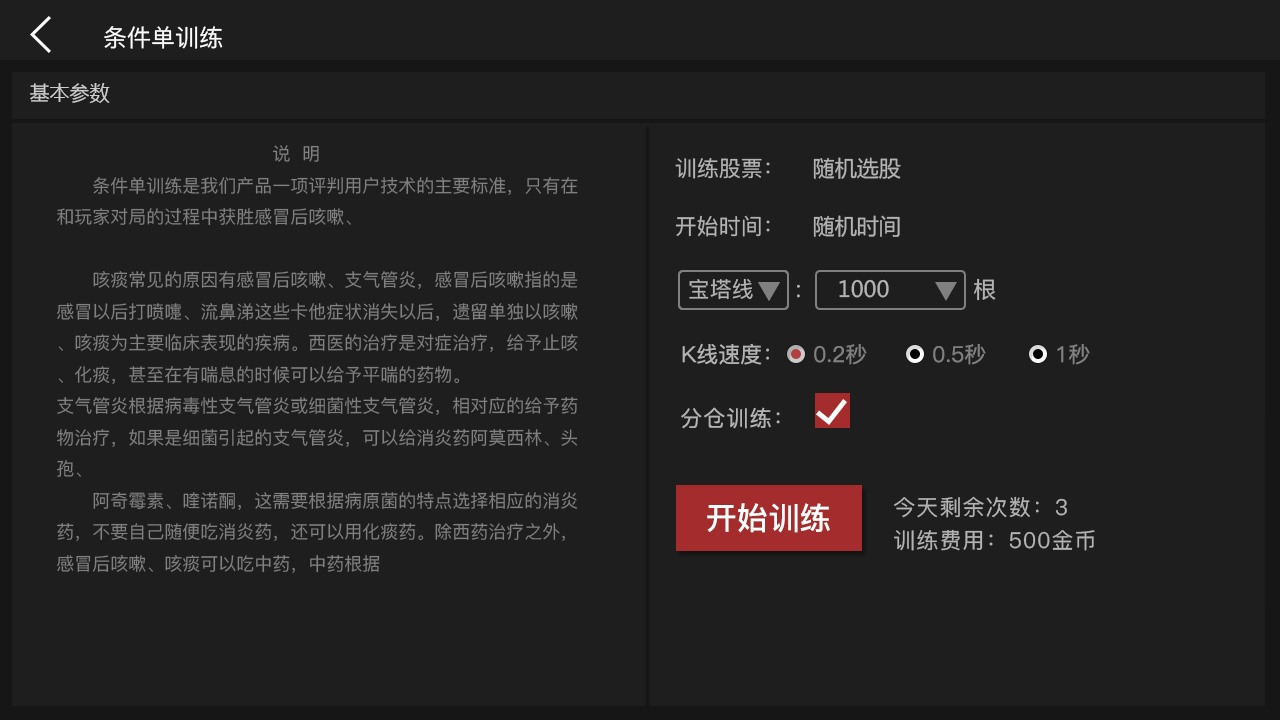 条件单训练
基本参数
说 明
条件单训练是我们产品一项评判用户技术的主要标准，只有在
和玩家对局的过程中获胜感冒后咳嗽、
咳痰常见的原因有感冒后咳嗽、支气管炎，感冒后咳嗽指的是
感冒以后打喷嚏、流鼻涕这些卡他症状消失以后，遗留单独以咳嗽
、咳痰为主要临床表现的疾病。西医的治疗是对症治疗，给予止咳
、化痰，甚至在有喘息的时候可以给予平喘的药物。
支气管炎根据病毒性支气管炎或细菌性支气管炎，相对应的给予药
物治疗，如果是细菌引起的支气管炎，可以给消炎药阿莫西林、头
孢、
阿奇霉素、喹诺酮，这需要根据病原菌的特点选择相应的消炎
药，不要自己随便吃消炎药，还可以用化痰药。除西药治疗之外，
感冒后咳嗽、咳痰可以吃中药，中药根据
训练股票： 随机选股
开始时间： 随机时间
宝塔线 ： 1000 根
K线速度： 0.2秒 0.5秒 1秒
分仓训练：
开始训练
今天剩余次数：3
训练费用：500金币